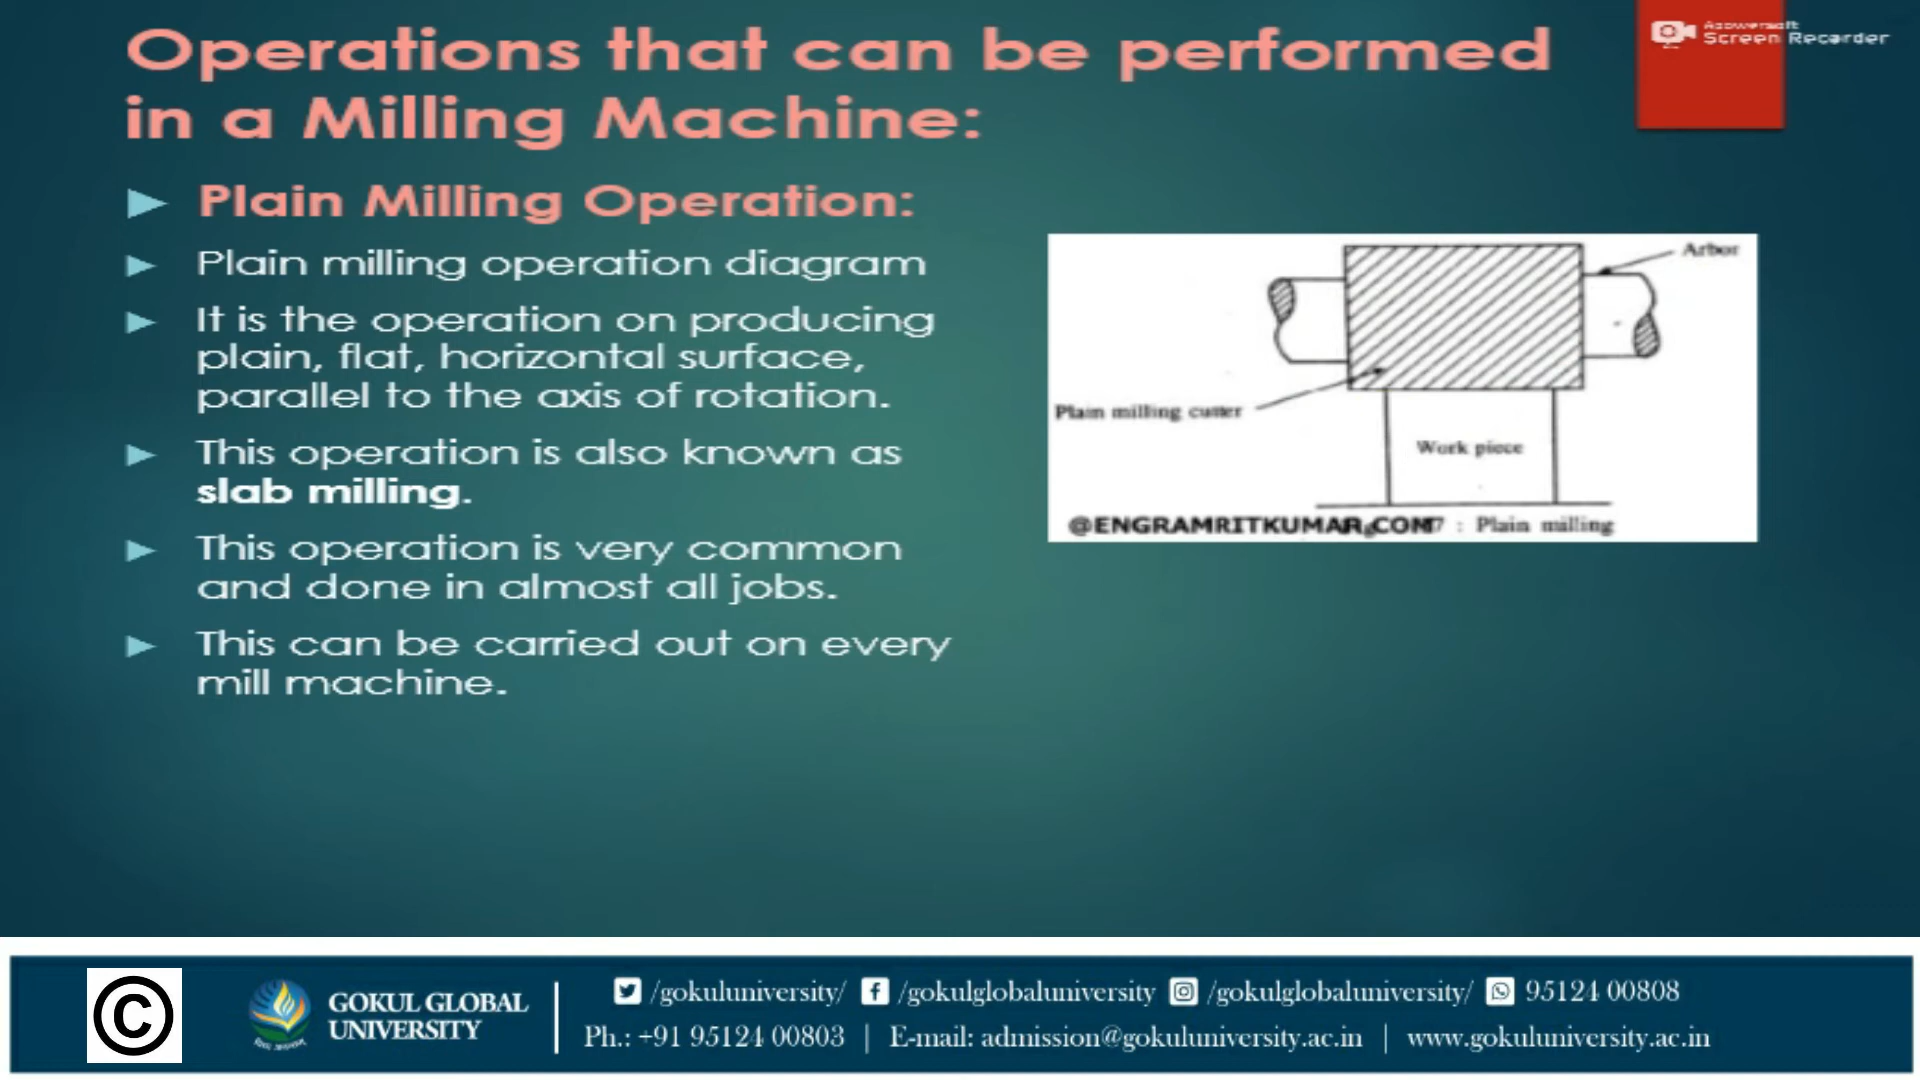 Operations that can be performed
in a Milling Machine:
Plain Milling Operation:
Plain milling operation diagram
It is the operation on producing
plain, flat, horizontal surface,
parallel to the axis of rotation.
This operation is also known as
slab milling.
This operation is very common
and done in almost all jobs.
This can be carried out on every
mill machine.
Apowersoft
Screen Recorder
Arbor
Plain milling cutter
Work piece
@ENGRAMRITKUMAR.COM : Plain milling
©
GOKUL GLOBAL
UNIVERSITY
/gokuluniversity/ /gokulglobaluniversity /gokulglobaluniversity/ 95124 00808
Ph.: +91 95124 00803 | E-mail: admission@gokuluniversity.ac.in | www.gokuluniversity.ac.in